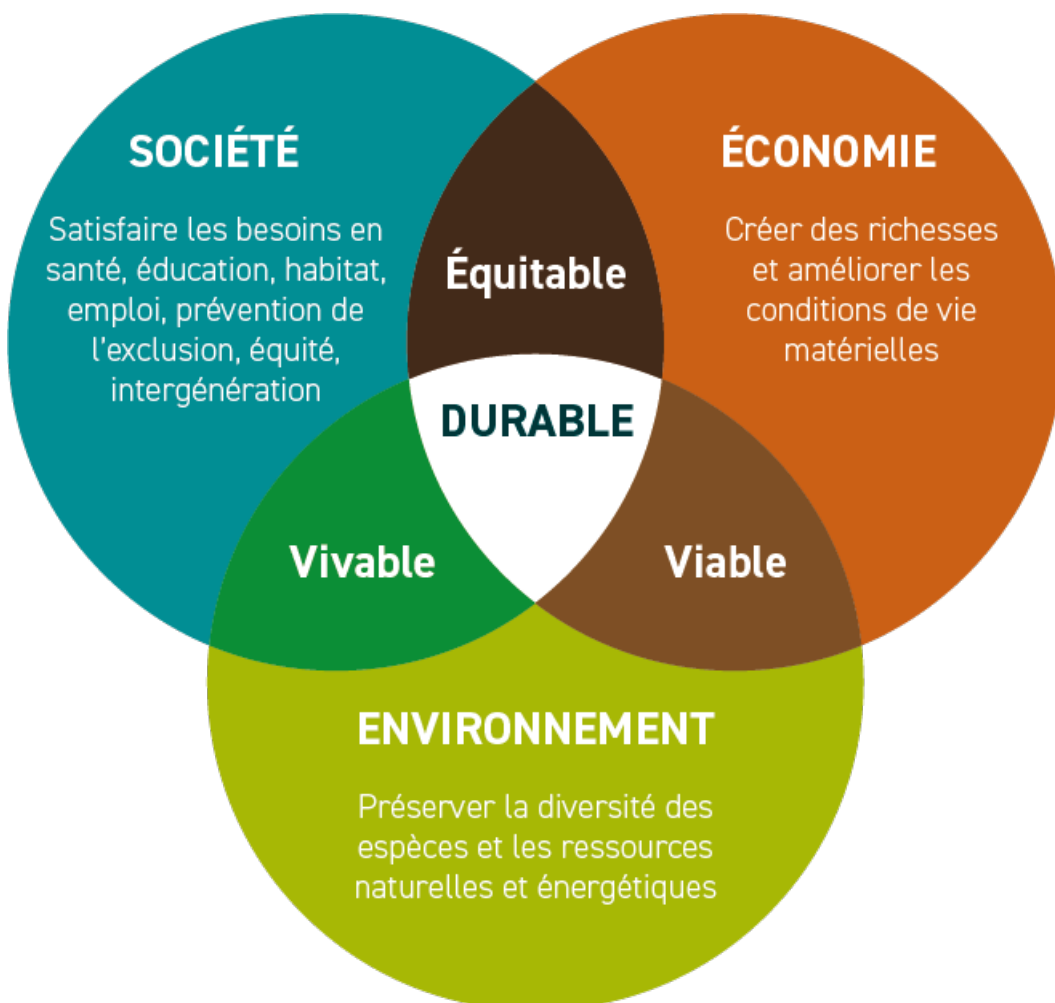 SOCIÉTÉ
Satisfaire les besoins en
santé, éducation, habitat,
emploi, prévention de
l'exclusion, équité,
intergénération
ÉCONOMIE
Créer des richesses
et améliorer les
conditions de vie
matérielles
Équitable
DURABLE
Vivable
Viable
ENVIRONNEMENT
Préserver la diversité des
espèces et les ressources
naturelles et énergétiques